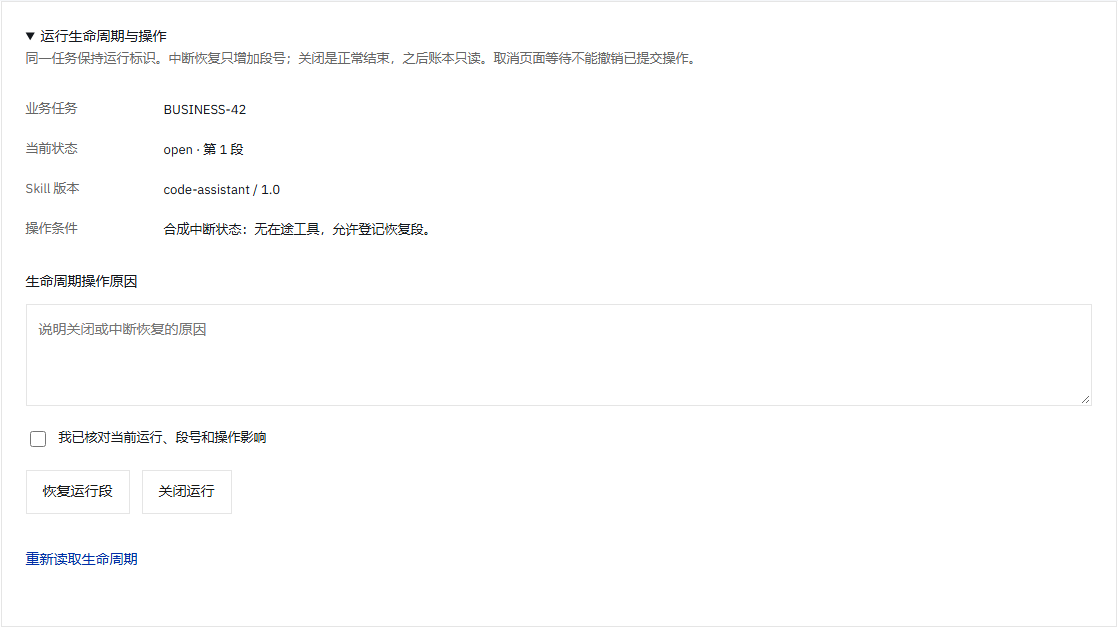 ▼ 运行生命周期与操作
同一任务保持运行标识。中断恢复只增加段号；关闭是正常结束，之后账本只读。取消页面等待不能撤销已提交操作。
业务任务 BUSINESS-42
当前状态 open · 第 1 段
Skill 版本 code-assistant / 1.0
操作条件 合成中断状态：无在途工具，允许登记恢复段。
生命周期操作原因
说明关闭或中断恢复的原因
我已核对当前运行、段号和操作影响
恢复运行段 关闭运行
重新读取生命周期